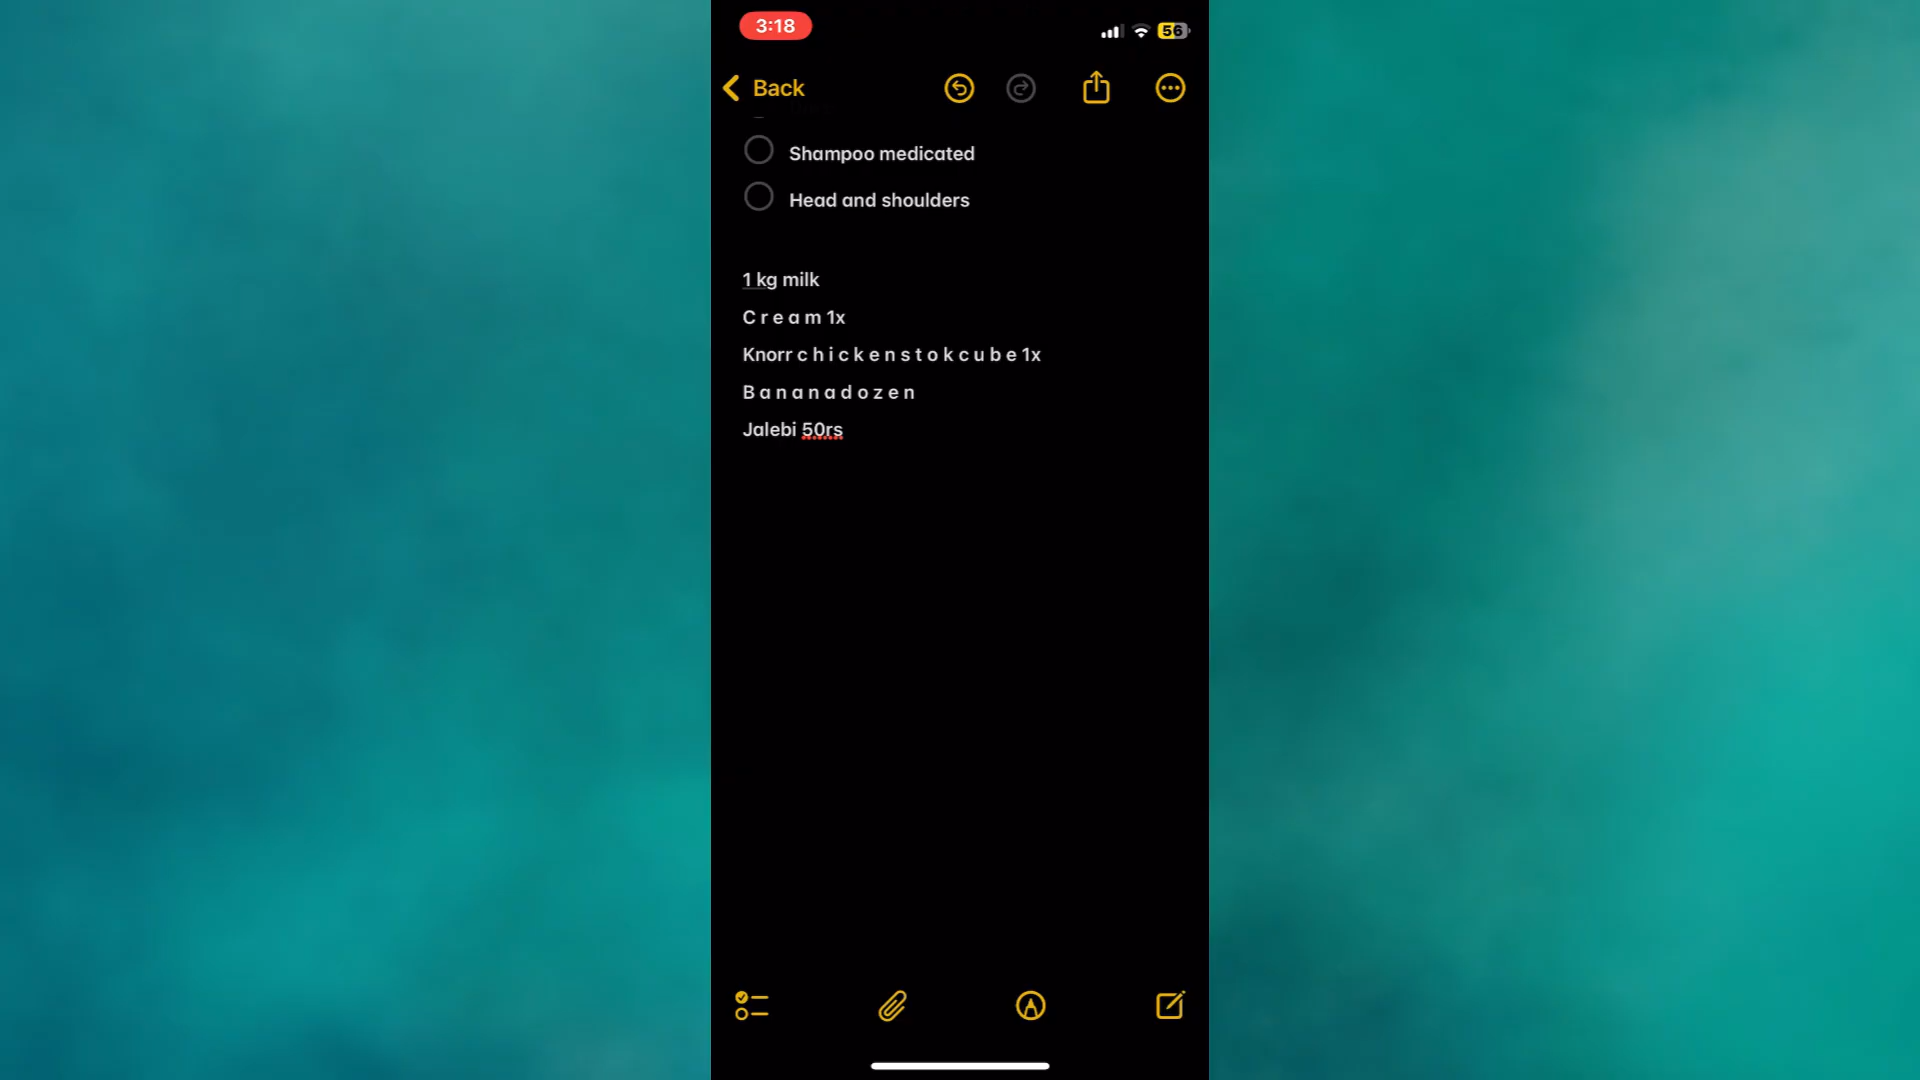 3:18
56
Back
Shampoo medicated
Head and shoulders
1 kg milk
C r e a m 1x
Knorr c h i c k e n s t o k c u b e 1x
B a n a n a d o z e n
Jalebi 50rs